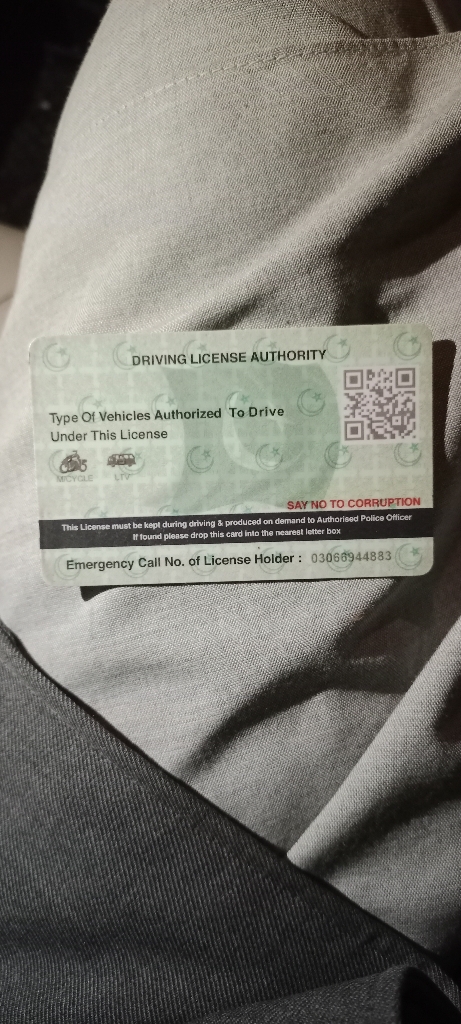 DRIVING LICENSE AUTHORITY
Type Of Vehicles Authorized To Drive
Under This License
M/CYCLE LTV
SAY NO TO CORRUPTION
This License must be kept during driving & produced on demand to Authorised Police Officer
If found please drop this card into the nearest letter box
Emergency Call No. of License Holder : 03068944883